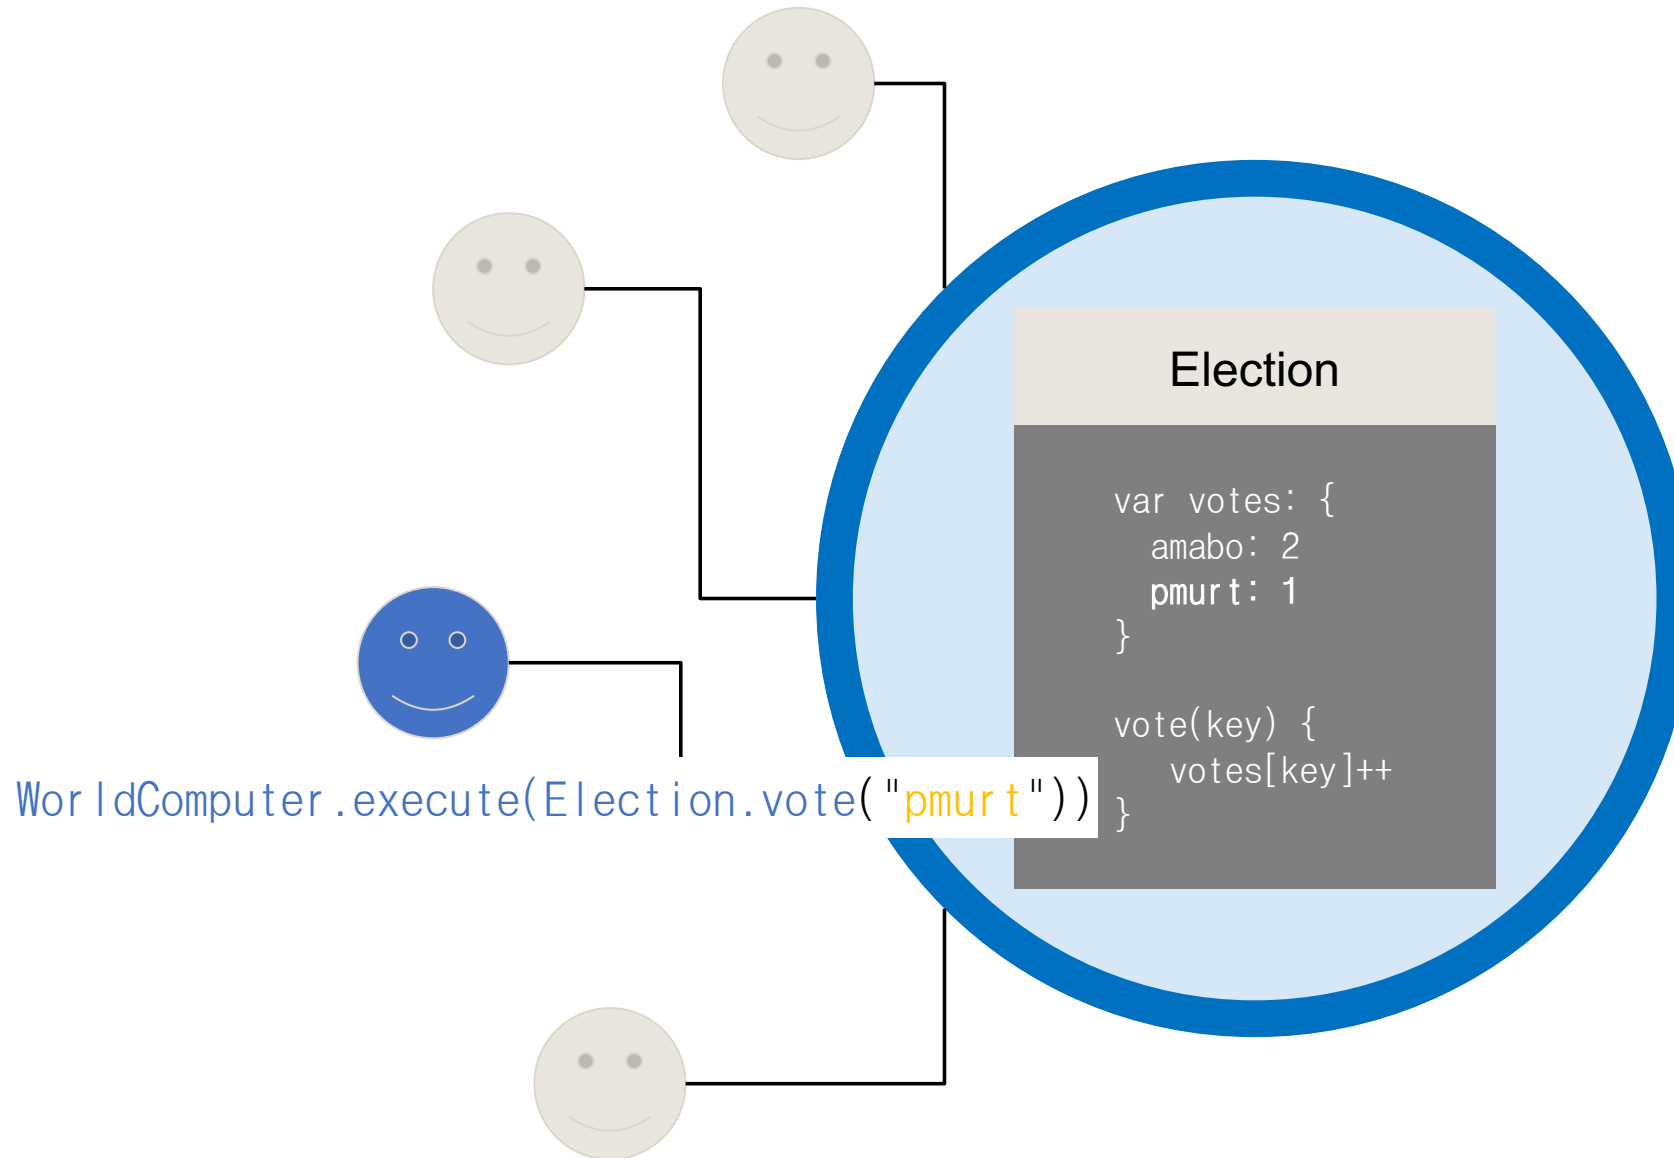 Election
var votes: {
amabo: 2
pmurt: 1
}
vote(key) {
votes[key]++
}
WorldComputer.execute(Election.vote("pmurt"))